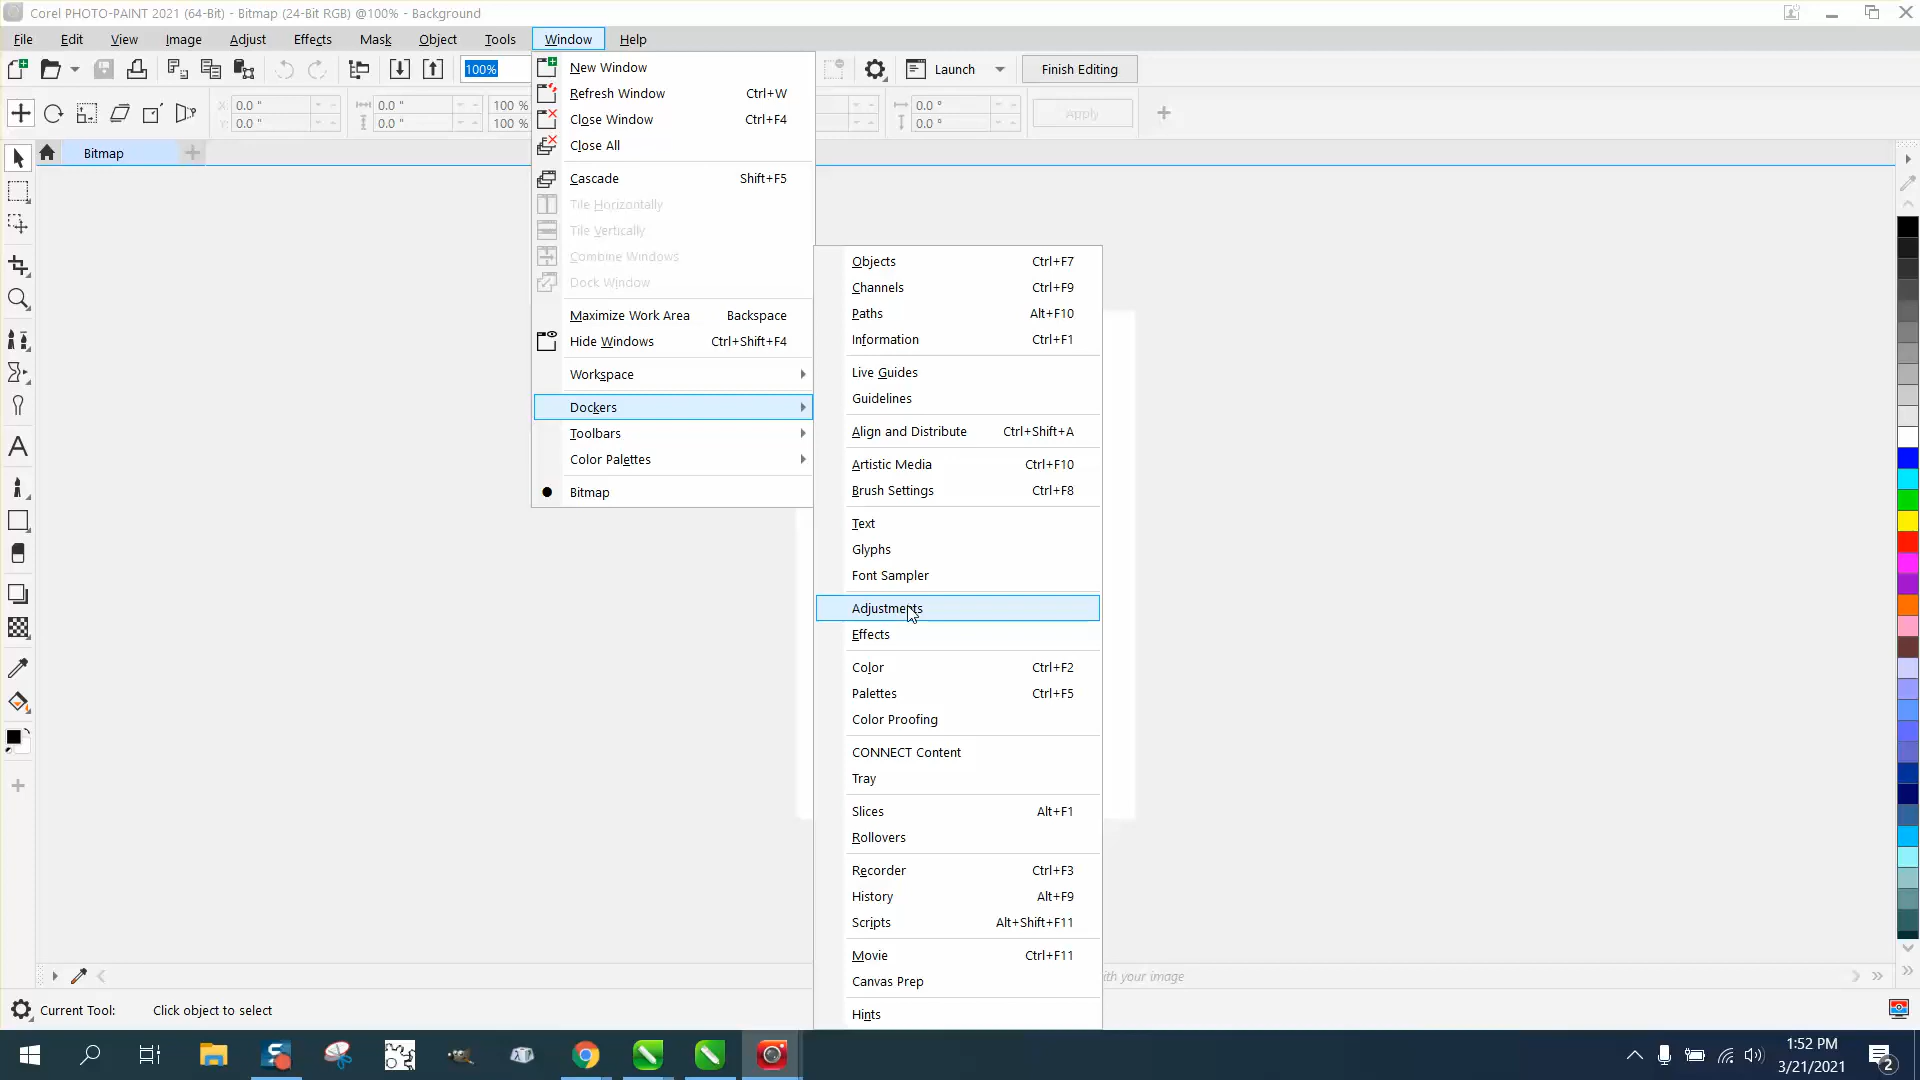 Corel PHOTO-PAINT 2021 (64-Bit) - Bitmap (24-Bit RGB) @100% - Background
File Edit View Image Adjust Effects Mask Object Tools Window Help
100% Launch Finish Editing
0.0 " 0.0 " 100 % 0.0 ° Apply
0.0 " 0.0 " 100 % 0.0 °
Bitmap
New Window
Refresh Window Ctrl+W
Close Window Ctrl+F4
Close All
Cascade Shift+F5
Tile Horizontally
Tile Vertically
Combine Windows
Dock Window
Maximize Work Area Backspace
Hide Windows Ctrl+Shift+F4
Workspace
Dockers
Toolbars
Color Palettes
Bitmap
Objects Ctrl+F7
Channels Ctrl+F9
Paths Alt+F10
Information Ctrl+F1
Live Guides
Guidelines
Align and Distribute Ctrl+Shift+A
Artistic Media Ctrl+F10
Brush Settings Ctrl+F8
Text
Glyphs
Font Sampler
Adjustments
Effects
Color Ctrl+F2
Palettes Ctrl+F5
Color Proofing
CONNECT Content
Tray
Slices Alt+F1
Rollovers
Recorder Ctrl+F3
History Alt+F9
Scripts Alt+Shift+F11
Movie Ctrl+F11
Canvas Prep
Hints
with your image
Current Tool: Click object to select
1:52 PM
3/21/2021
2